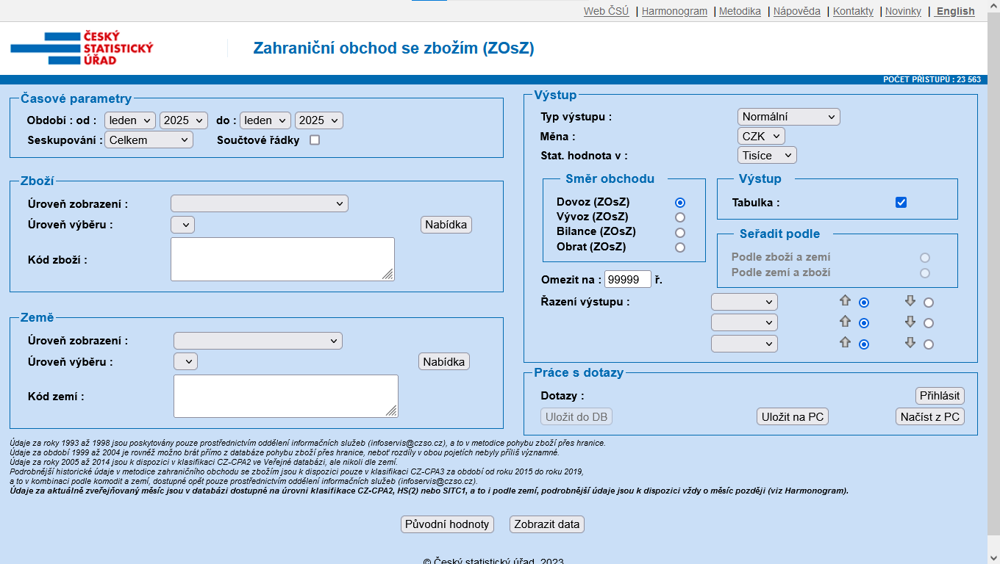 Web ČSÚ | Harmonogram | Metodika | Nápověda | Kontakty | Novinky | English
ČESKÝ
STATISTICKÝ
ÚŘAD
Zahraniční obchod se zbožím (ZOsZ)
POČET PŘÍSTUPŮ : 23 563
Časové parametry
Období : od : leden 2025 do : leden 2025
Seskupování : Celkem Součtové řádky
Zboží
Úroveň zobrazení :
Úroveň výběru : Nabídka
Kód zboží :
Země
Úroveň zobrazení :
Úroveň výběru : Nabídka
Kód zemí :
Výstup
Typ výstupu : Normální
Měna : CZK
Stat. hodnota v : Tisíce
Směr obchodu
Dovoz (ZOsZ)
Vývoz (ZOsZ)
Bilance (ZOsZ)
Obrat (ZOsZ)
Výstup
Tabulka :
Seřadit podle
Podle zboží a zemí
Podle zemí a zboží
Omezit na : 99999 ř.
Řazení výstupu :
Práce s dotazy
Dotazy : Přihlásit
Uložit do DB Uložit na PC Načíst z PC
Údaje za roky 1993 až 1998 jsou poskytovány pouze prostřednictvím oddělení informačních služeb (infoservis@czso.cz), a to v metodice pohybu zboží přes hranice.
Údaje za období 1999 až 2004 je rovněž možno brát přímo z databáze pohybu zboží přes hranice, neboť rozdíly v obou pojetích nebyly příliš významné.
Údaje za roky 2005 až 2014 jsou k dispozici v klasifikaci CZ-CPA2 ve Veřejné databázi, ale nikoli dle zemí.
Podrobnější historické údaje v metodice zahraničního obchodu se zbožím jsou k dispozici pouze v klasifikaci CZ-CPA3 za období od roku 2015 do roku 2019,
a to v kombinaci podle komodit a zemí, dostupné opět pouze prostřednictvím oddělení informačních služeb (infoservis@czso.cz).
Údaje za aktuálně zveřejňovaný měsíc jsou v databázi dostupné na úrovni klasifikace CZ-CPA2, HS(2) nebo SITC1, a to i podle zemí, podrobnější údaje jsou k dispozici vždy o měsíc později (viz Harmonogram).
Původní hodnoty Zobrazit data
© Český statistický úřad, 2023